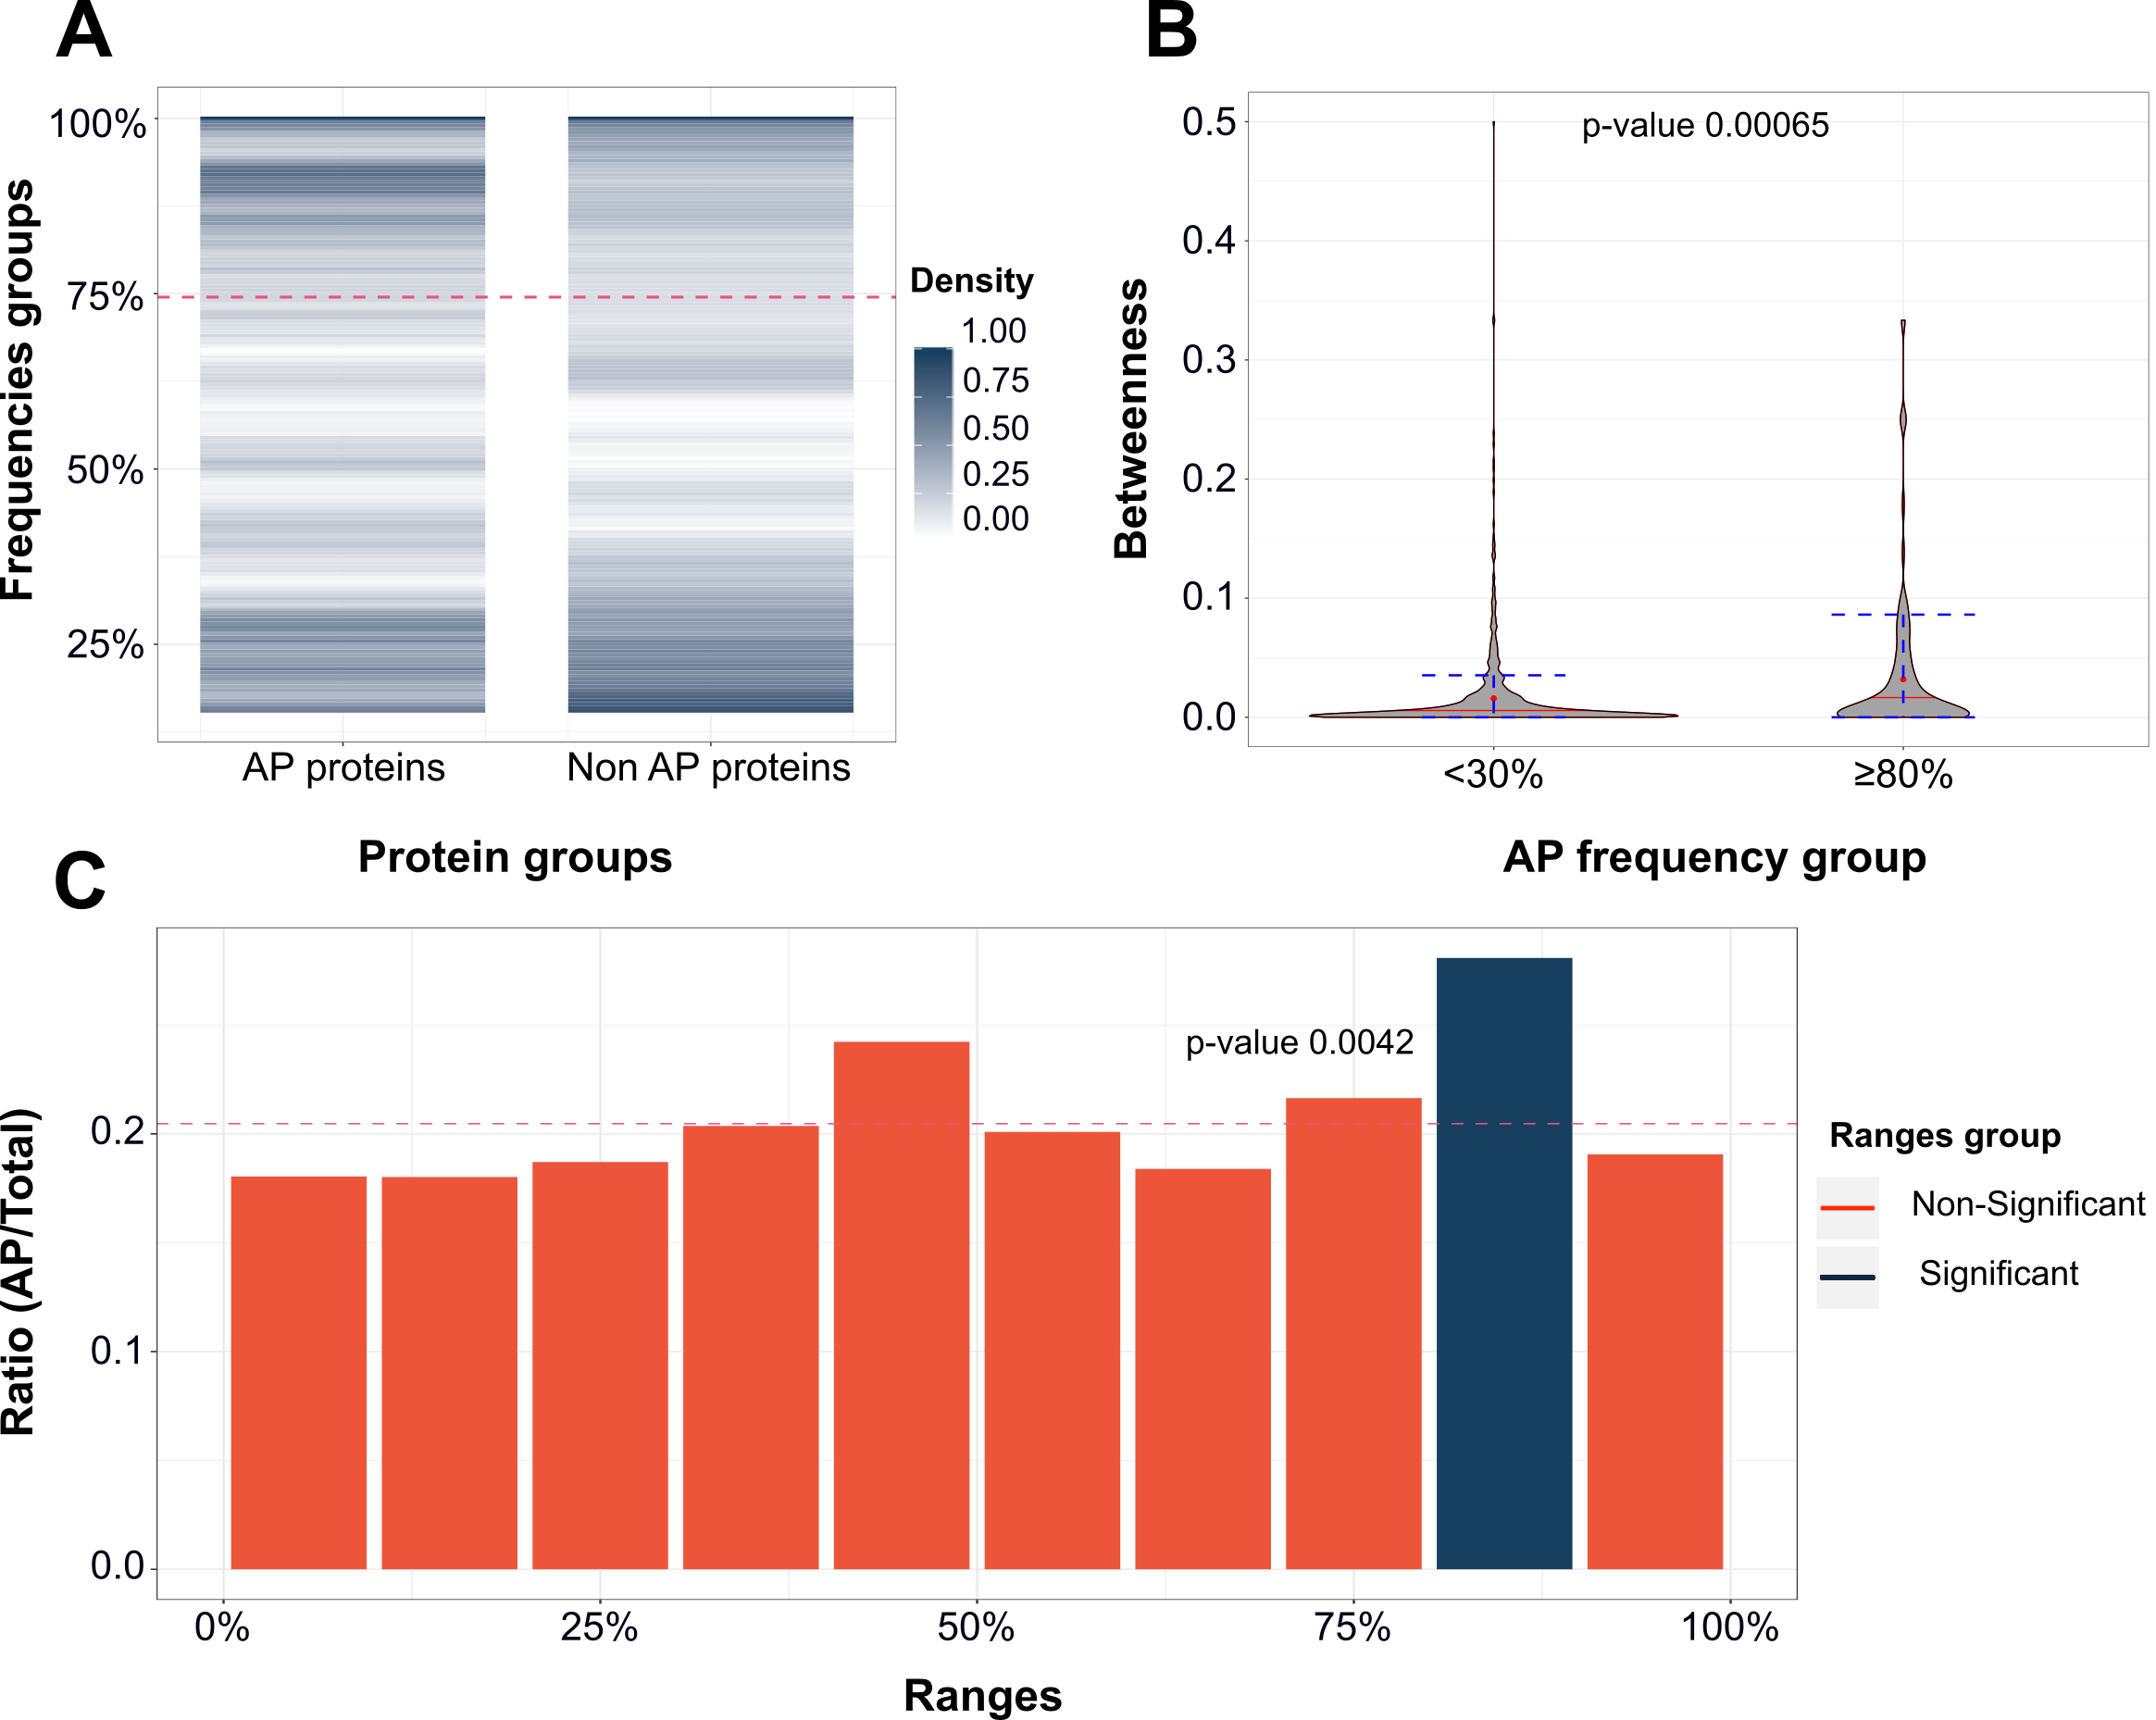 A
Frequencies groups
100%
75%
50%
25%
AP proteins
Non AP proteins
Protein groups
Density
1.00
0.75
0.50
0.25
0.00
B
Betweenness
0.5
0.4
0.3
0.2
0.1
0.0
p-value 0.00065
<30%
≥80%
AP frequency group
C
Ratio (AP/Total)
0.2
0.1
0.0
p-value 0.0042
0%
25%
50%
75%
100%
Ranges
Ranges group
Non-Significant
Significant